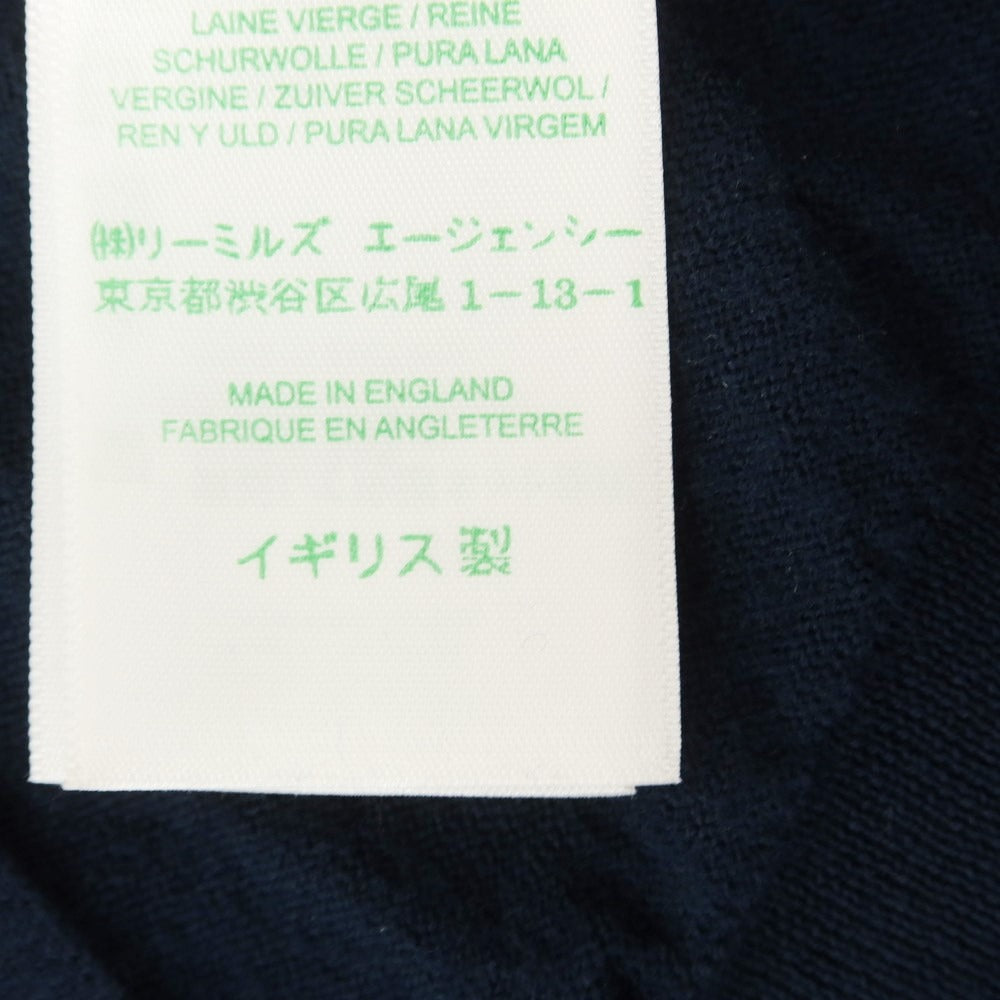 LAINE VIERGE / REINE
SCHURWOLLE / PURA LANA
VERGINE / ZUIVER SCHEERWOL /
REN Y ULD / PURA LANA VIRGEM
㈱リーミルズ エージェンシー
東京都渋谷区広尾1-13-1
MADE IN ENGLAND
FABRIQUE EN ANGLETERRE
イギリス製